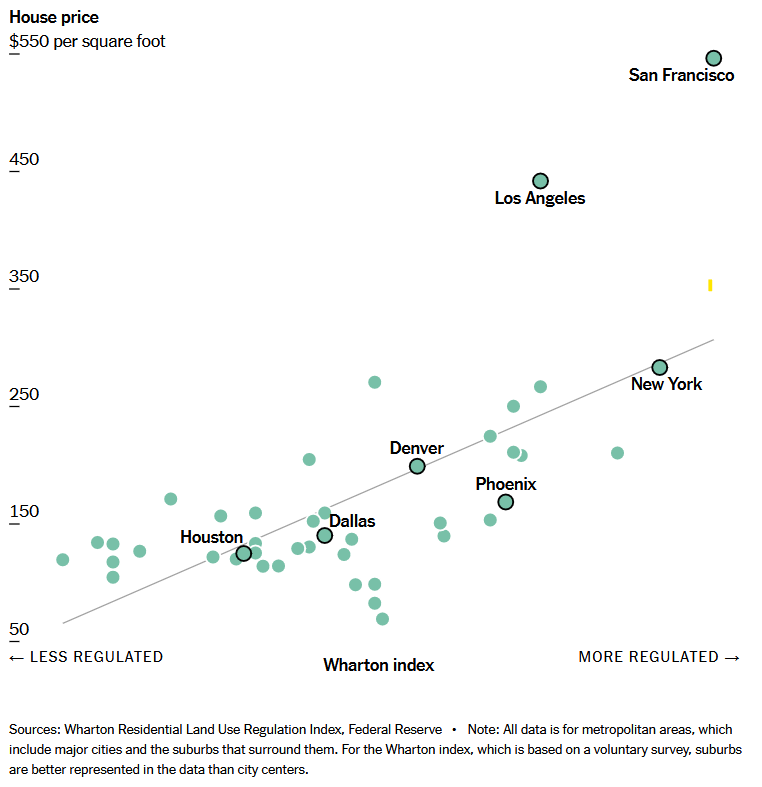 House price
$550 per square foot
San Francisco
450
Los Angeles
350
250
New York
Denver
Phoenix
150
Dallas
Houston
50
← LESS REGULATED
Wharton index
MORE REGULATED →
Sources: Wharton Residential Land Use Regulation Index, Federal Reserve • Note: All data is for metropolitan areas, which
include major cities and the suburbs that surround them. For the Wharton index, which is based on a voluntary survey, suburbs
are better represented in the data than city centers.